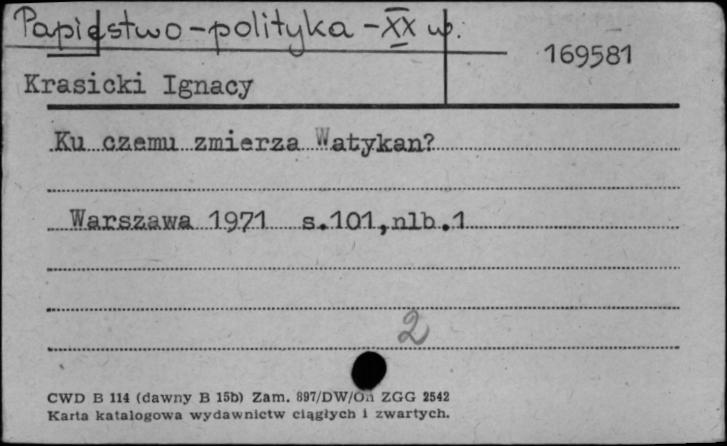 Papiestwo - polityka - XX w.
169581
Krasicki Ignacy
Ku czemu zmierza Watykan?
Warszawa 1971 s.101,nlb.1
2
CWD B 114 (dawny B 15b) Zam. 897/DW/On ZGG 2542
Karta katalogowa wydawnictw ciągłych i zwartych.